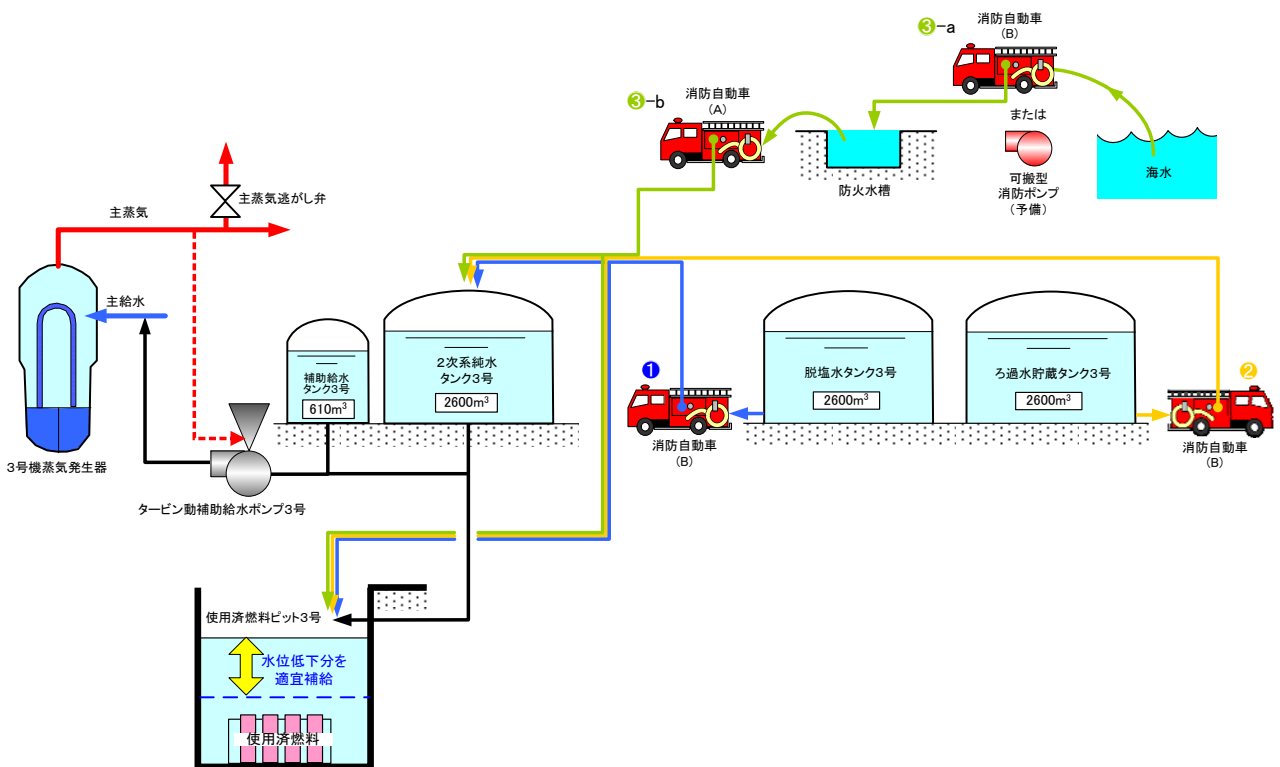 ❸-a
消防自動車
(B)
❸-b
消防自動車
(A)
または
可搬型
消防ポンプ
(予備)
海水
防火水槽
主蒸気逃がし弁
主蒸気
主給水
3号機蒸気発生器
補助給水
タンク3号
610m³
2次系純水
タンク3号
2600m³
❶
消防自動車
(B)
脱塩水タンク3号
2600m³
ろ過水貯蔵タンク3号
2600m³
❷
消防自動車
(B)
タービン動補助給水ポンプ3号
使用済燃料ピット3号
水位低下分を
適宜補給
使用済燃料